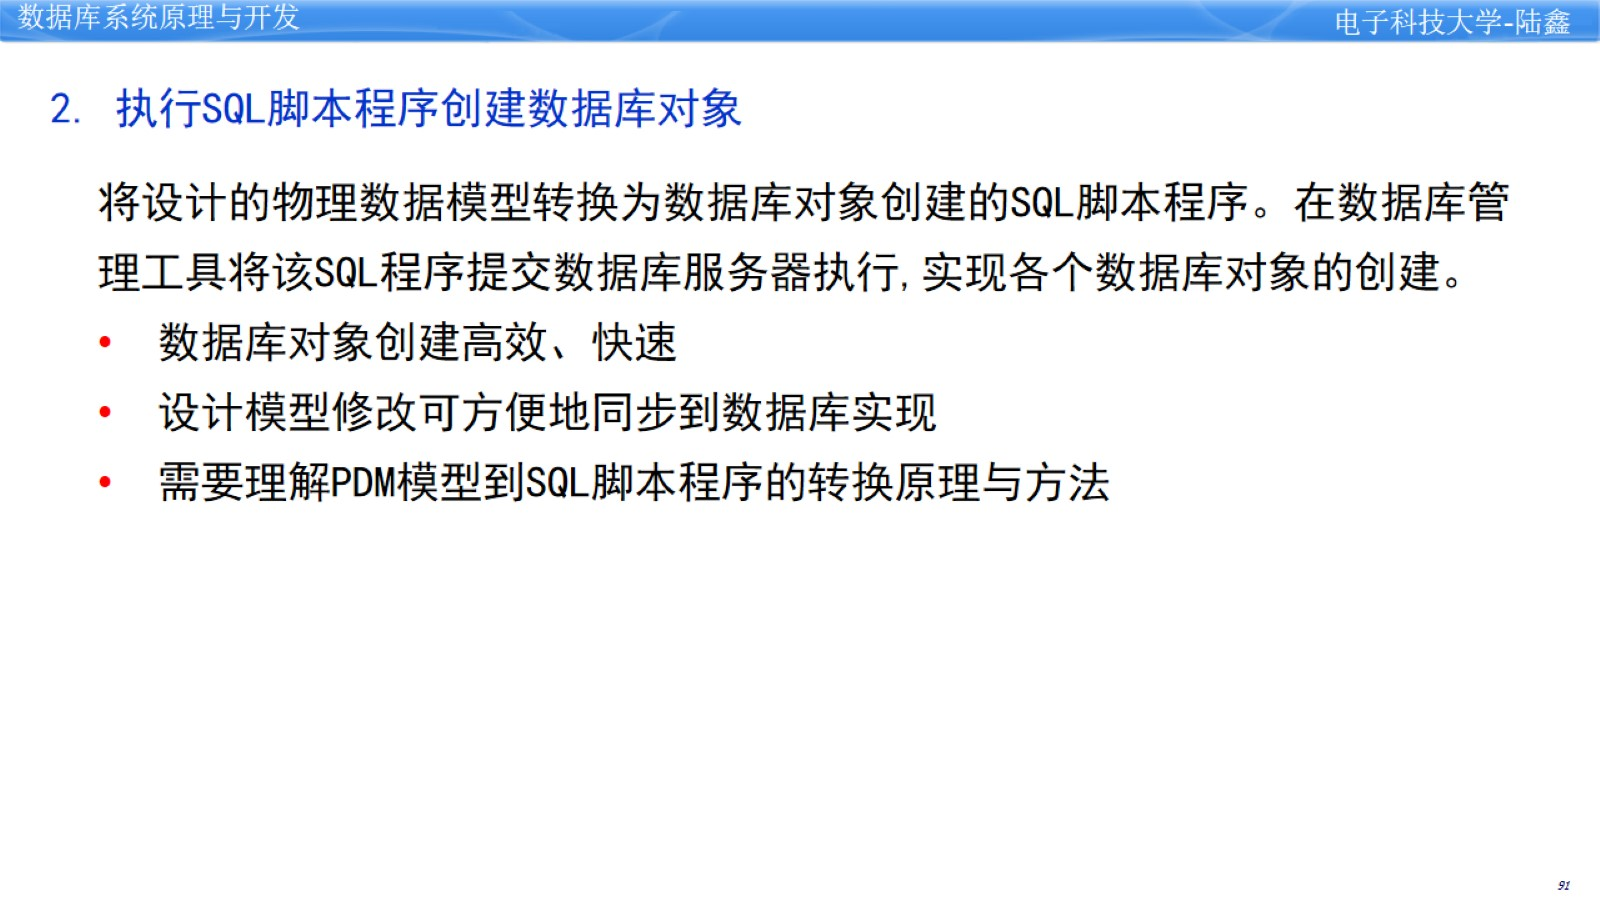 数据库系统原理与开发
电子科技大学-陆鑫
2. 执行SQL脚本程序创建数据库对象
将设计的物理数据模型转换为数据库对象创建的SQL脚本程序。在数据库管
理工具将该SQL程序提交数据库服务器执行,实现各个数据库对象的创建。
• 数据库对象创建高效、快速
• 设计模型修改可方便地同步到数据库实现
• 需要理解PDM模型到SQL脚本程序的转换原理与方法
91